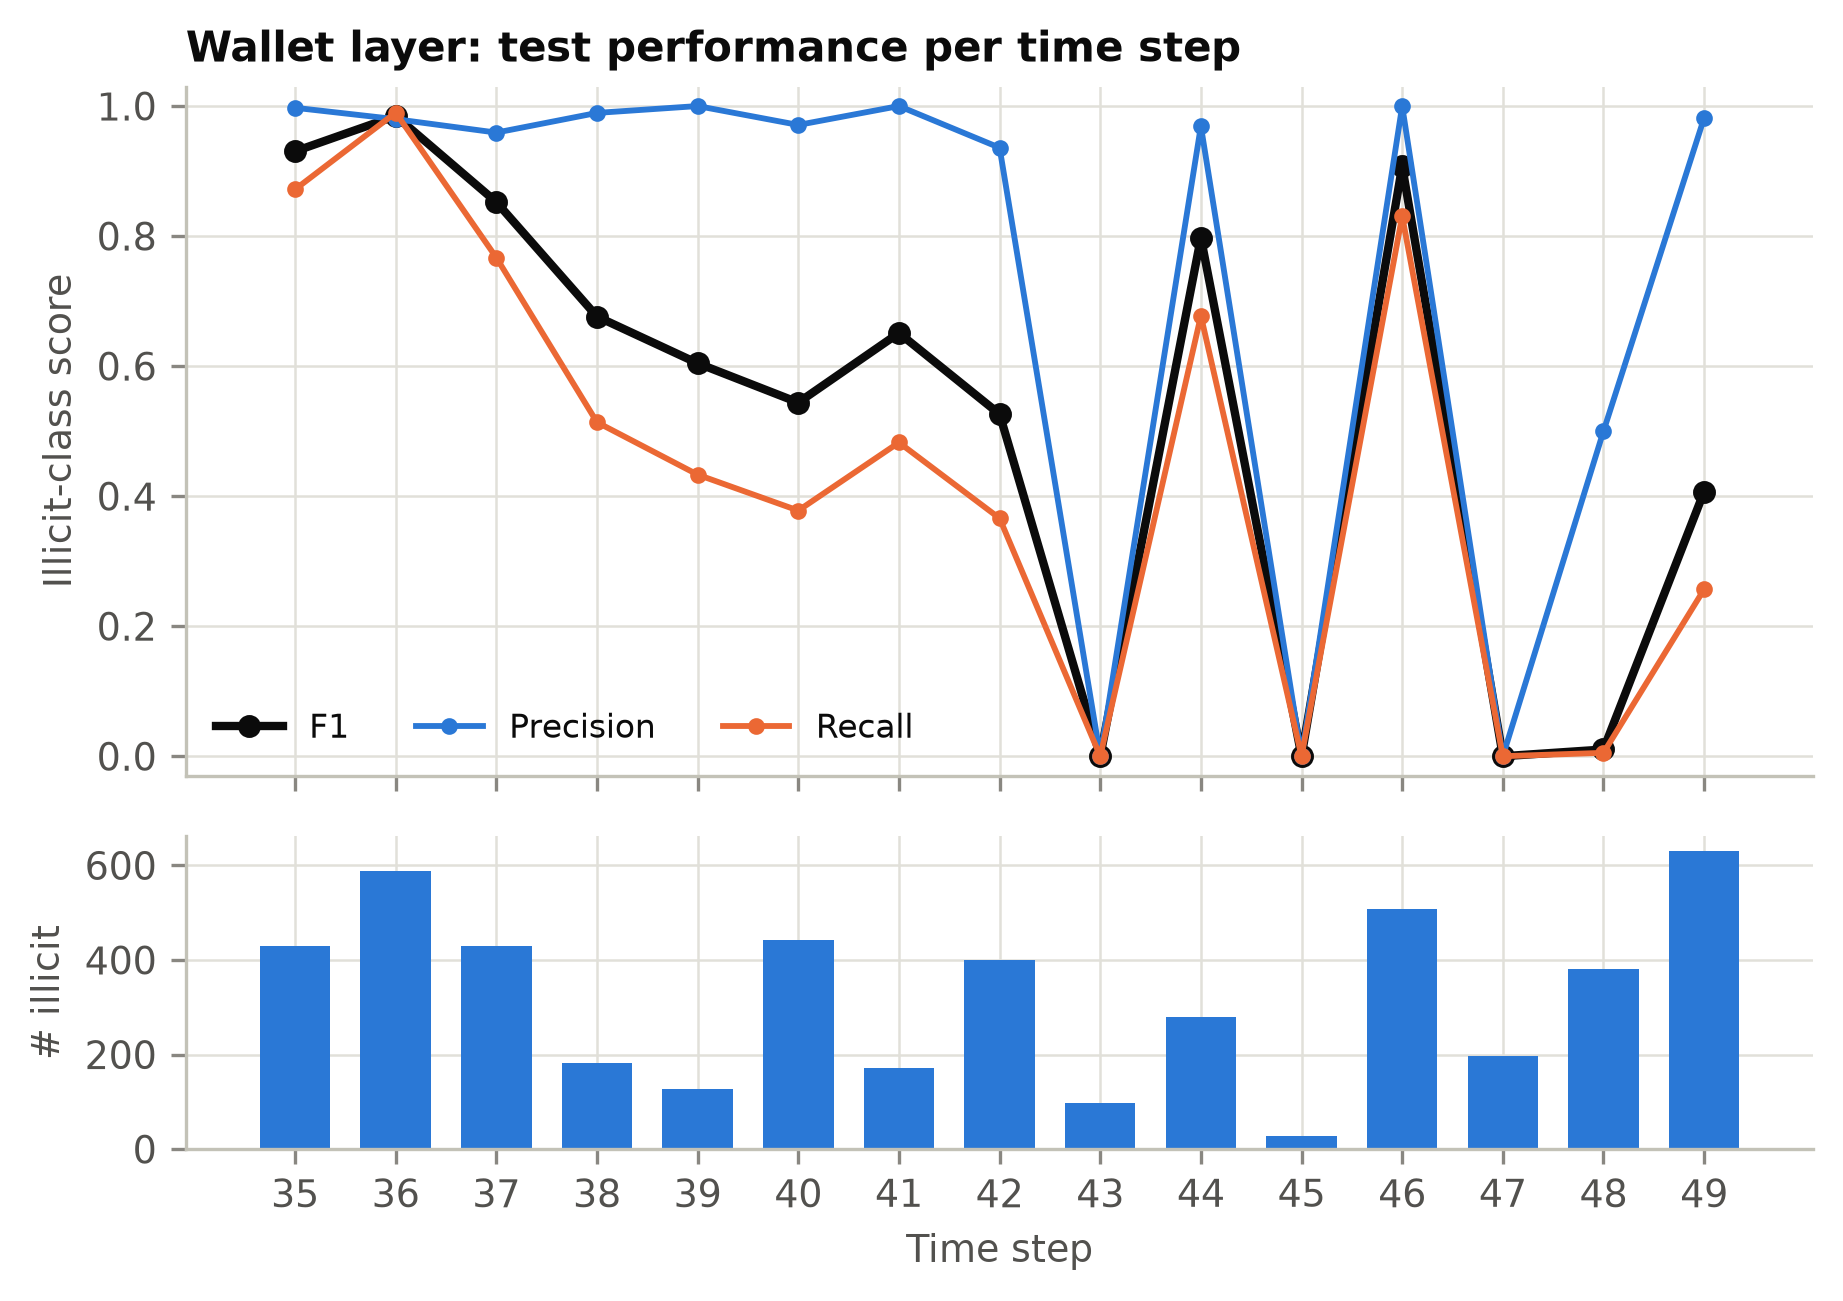 Wallet layer: test performance per time step
Illicit-class score
1.0
0.8
0.6
0.4
0.2
0.0
F1 Precision Recall
# illicit
600
400
200
0
35 36 37 38 39 40 41 42 43 44 45 46 47 48 49
Time step